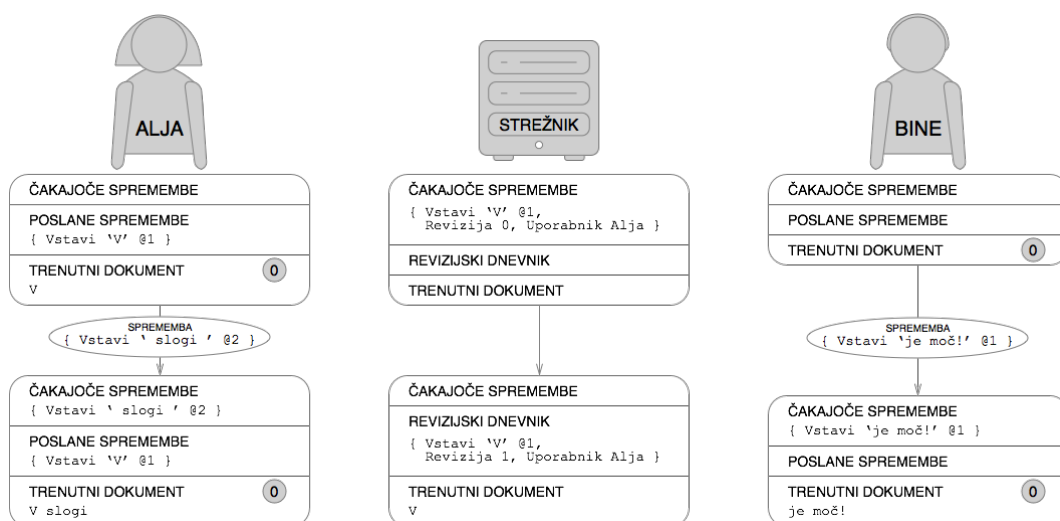 ALJA
ČAKAJOČE SPREMEMBE
POSLANE SPREMEMBE
{ Vstavi ‘V’ @1 }
TRENUTNI DOKUMENT 0
V
SPREMEMBA
{ Vstavi ‘ slogi ’ @2 }
ČAKAJOČE SPREMEMBE
{ Vstavi ‘ slogi ’ @2 }
POSLANE SPREMEMBE
{ Vstavi ‘V’ @1 }
TRENUTNI DOKUMENT 0
V slogi
STREŽNIK
ČAKAJOČE SPREMEMBE
{ Vstavi ‘V’ @1,
Revizija 0, Uporabnik Alja }
REVIZIJSKI DNEVNIK
TRENUTNI DOKUMENT
ČAKAJOČE SPREMEMBE
REVIZIJSKI DNEVNIK
{ Vstavi ‘V’ @1,
Revizija 1, Uporabnik Alja }
TRENUTNI DOKUMENT
V
BINE
ČAKAJOČE SPREMEMBE
POSLANE SPREMEMBE
TRENUTNI DOKUMENT 0
SPREMEMBA
{ Vstavi ‘je moč!’ @1 }
ČAKAJOČE SPREMEMBE
{ Vstavi ‘je moč!’ @1 }
POSLANE SPREMEMBE
TRENUTNI DOKUMENT 0
je moč!